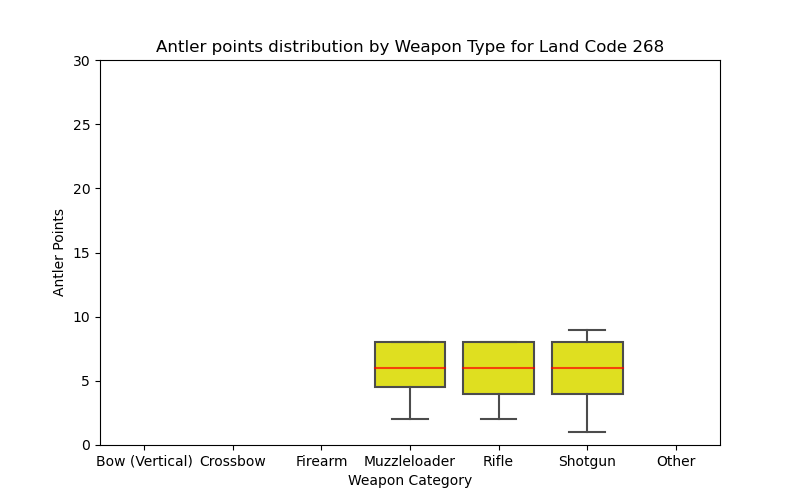 Antler points distribution by Weapon Type for Land Code 268
30
25
20
15
10
5
0
Antler Points
Bow (Vertical) Crossbow Firearm Muzzleloader Rifle Shotgun Other
Weapon Category